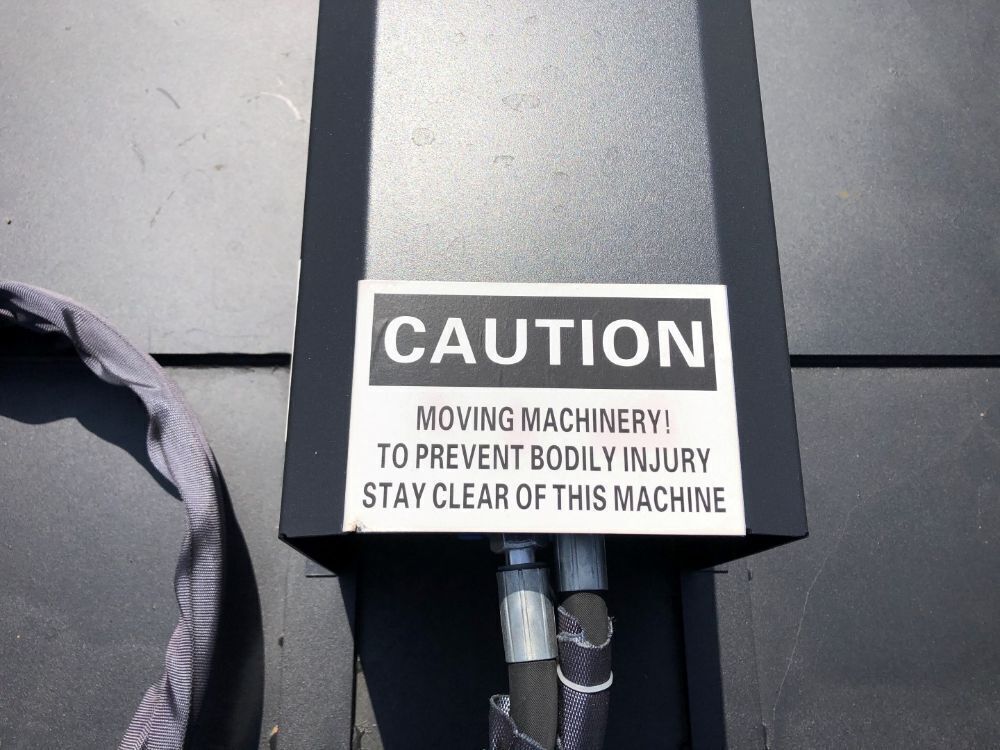 CAUTION
MOVING MACHINERY!
TO PREVENT BODILY INJURY
STAY CLEAR OF THIS MACHINE